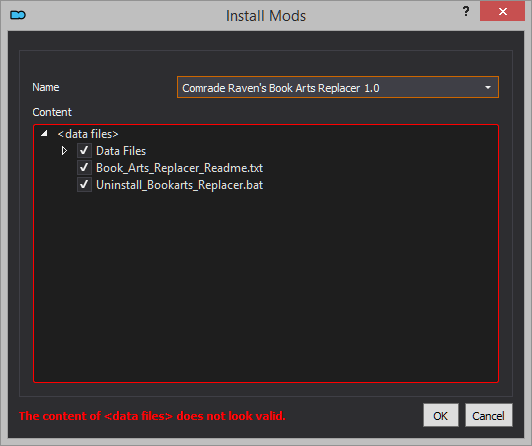 Install Mods
?
Name
Comrade Raven's Book Arts Replacer 1.0
Content
<data files>
Data Files
Book_Arts_Replacer_Readme.txt
Uninstall_Bookarts_Replacer.bat
The content of <data files> does not look valid.
OK
Cancel